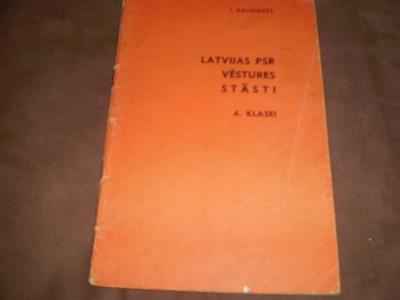 LATVIJAS PSR
VĒSTURES
STĀSTI
4. KLASEI